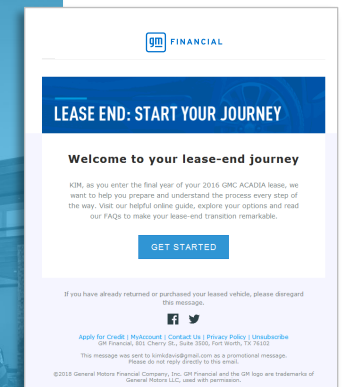 gm FINANCIAL
LEASE END: START YOUR JOURNEY
Welcome to your lease-end journey
KIM, as you enter the final year of your 2016 GMC ACADIA lease, we
want to help you prepare and understand the process every step of
the way. Visit our helpful online guide, explore your options and read
our FAQs to make your lease-end transition remarkable.
GET STARTED
If you have already returned or purchased your leased vehicle, please disregard
this message.
Apply for Credit | MyAccount | Contact Us | Privacy Policy | Unsubscribe
GM Financial, 801 Cherry St., Suite 3500, Fort Worth, TX 76102
This message was sent to kimkdavis@gmail.com as a promotional message.
Please do not reply directly to this email.
©2018 General Motors Financial Company, Inc. GM Financial and the GM logo are trademarks of
General Motors LLC, used with permission.